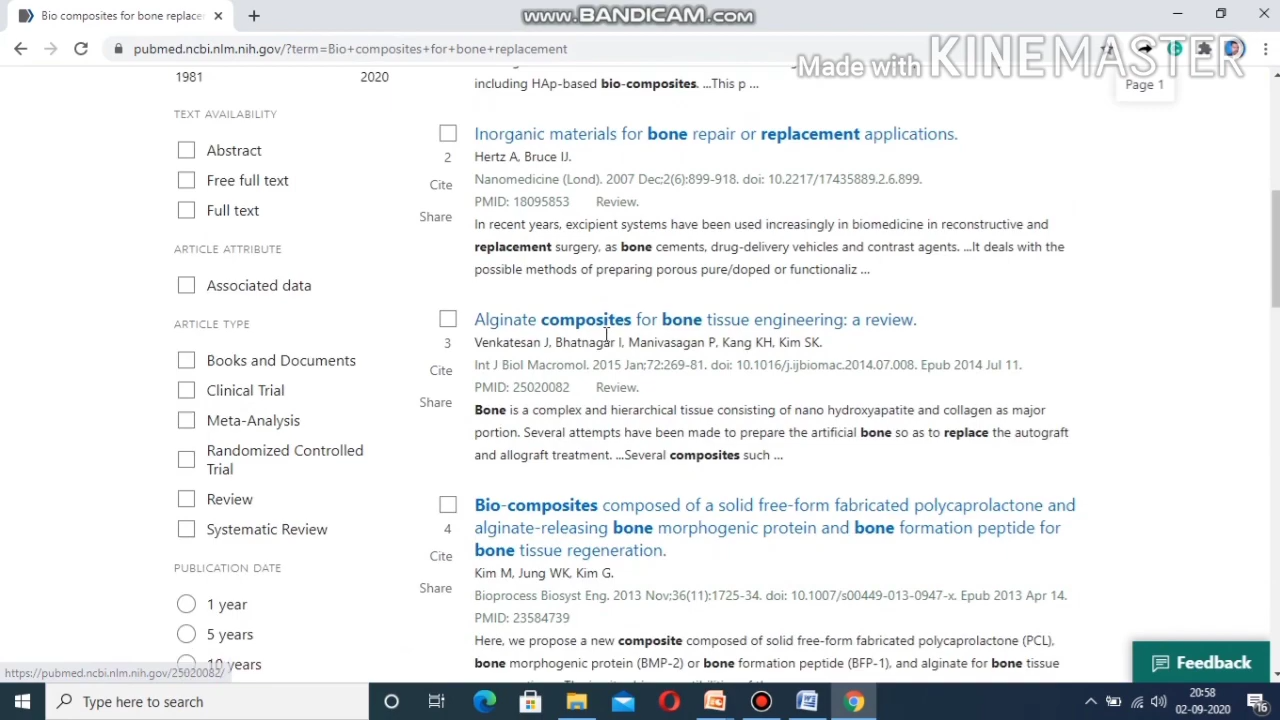 Bio composites for bone replace
www.BANDICAM.com
pubmed.ncbi.nlm.nih.gov/?term=Bio+composites+for+bone+replacement
Made with KINEMASTER
1981 2020
including HAp-based bio-composites. ...This p ...
Page 1
TEXT AVAILABILITY
Abstract
Free full text
Full text
ARTICLE ATTRIBUTE
Associated data
ARTICLE TYPE
Books and Documents
Clinical Trial
Meta-Analysis
Randomized Controlled
Trial
Review
Systematic Review
PUBLICATION DATE
1 year
5 years
10 years
Inorganic materials for bone repair or replacement applications.
2
Hertz A, Bruce IJ.
Cite
Nanomedicine (Lond). 2007 Dec;2(6):899-918. doi: 10.2217/17435889.2.6.899.
PMID: 18095853 Review.
Share
In recent years, excipient systems have been used increasingly in biomedicine in reconstructive and
replacement surgery, as bone cements, drug-delivery vehicles and contrast agents. ...It deals with the
possible methods of preparing porous pure/doped or functionaliz ...
Alginate composites for bone tissue engineering: a review.
3
Venkatesan J, Bhatnagar I, Manivasagan P, Kang KH, Kim SK.
Cite
Int J Biol Macromol. 2015 Jan;72:269-81. doi: 10.1016/j.ijbiomac.2014.07.008. Epub 2014 Jul 11.
PMID: 25020082 Review.
Share
Bone is a complex and hierarchical tissue consisting of nano hydroxyapatite and collagen as major
portion. Several attempts have been made to prepare the artificial bone so as to replace the autograft
and allograft treatment. ...Several composites such ...
Bio-composites composed of a solid free-form fabricated polycaprolactone and
alginate-releasing bone morphogenic protein and bone formation peptide for
bone tissue regeneration.
4
Cite
Kim M, Jung WK, Kim G.
Share
Bioprocess Biosyst Eng. 2013 Nov;36(11):1725-34. doi: 10.1007/s00449-013-0947-x. Epub 2013 Apr 14.
PMID: 23584739
Here, we propose a new composite composed of solid free-form fabricated polycaprolactone (PCL),
bone morphogenic protein (BMP-2) or bone formation peptide (BFP-1), and alginate for bone tissue
Feedback
https://pubmed.ncbi.nlm.nih.gov/25020082/
Type here to search
20:58
02-09-2020
16